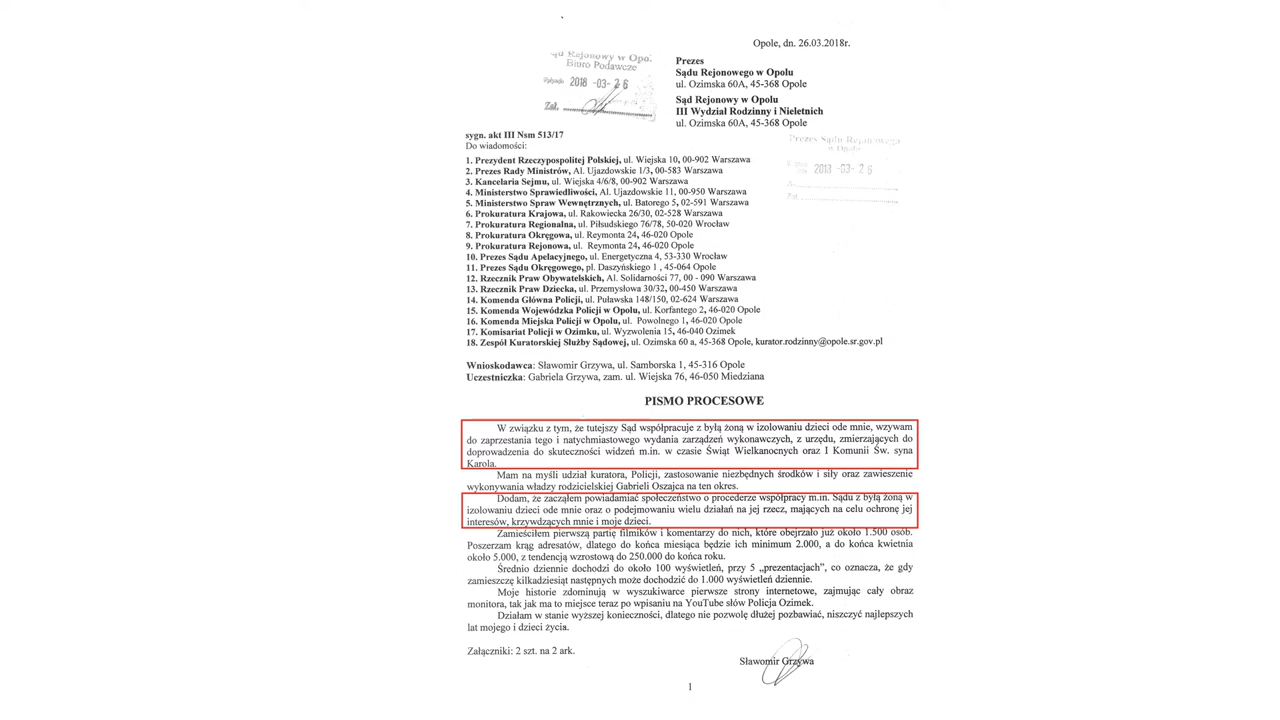 Opole, dn. 26.03.2018r.
Sąd Rejonowy w Opo.
Biuro Podawcze
Wpłynęło 2018 -03- 26
Zał.
Prezes
Sądu Rejonowego w Opolu
ul. Ozimska 60A, 45-368 Opole
Sąd Rejonowy w Opolu
III Wydział Rodzinny i Nieletnich
ul. Ozimska 60A, 45-368 Opole
Prezes Sądu Rejonowego
w Opolu
2018 -03- 26
Zał.
sygn. akt III Nsm 513/17
Do wiadomości:
1. Prezydent Rzeczypospolitej Polskiej, ul. Wiejska 10, 00-902 Warszawa
2. Prezes Rady Ministrów, Al. Ujazdowskie 1/3, 00-583 Warszawa
3. Kancelaria Sejmu, ul. Wiejska 4/6/8, 00-902 Warszawa
4. Ministerstwo Sprawiedliwości, Al. Ujazdowskie 11, 00-950 Warszawa
5. Ministerstwo Spraw Wewnętrznych, ul. Batorego 5, 02-591 Warszawa
6. Prokuratura Krajowa, ul. Rakowiecka 26/30, 02-528 Warszawa
7. Prokuratura Regionalna, ul. Piłsudskiego 76/78, 50-020 Wrocław
8. Prokuratura Okręgowa, ul. Reymonta 24, 46-020 Opole
9. Prokuratura Rejonowa, ul. Reymonta 24, 46-020 Opole
10. Prezes Sądu Apelacyjnego, ul. Energetyczna 4, 53-330 Wrocław
11. Prezes Sądu Okręgowego, pl. Daszyńskiego 1 , 45-064 Opole
12. Rzecznik Praw Obywatelskich, Al. Solidarności 77, 00 - 090 Warszawa
13. Rzecznik Praw Dziecka, ul. Przemysłowa 30/32, 00-450 Warszawa
14. Komenda Główna Policji, ul. Puławska 148/150, 02-624 Warszawa
15. Komenda Wojewódzka Policji w Opolu, ul. Korfantego 2, 46-020 Opole
16. Komenda Miejska Policji w Opolu, ul. Powolnego 1, 46-020 Opole
17. Komisariat Policji w Ozimku, ul. Wyzwolenia 15, 46-040 Ozimek
18. Zespół Kuratorskiej Służby Sądowej, ul. Ozimska 60 a, 45-368 Opole, kurator.rodzinny@opole.sr.gov.pl
Wnioskodawca: Sławomir Grzywa, ul. Samborska 1, 45-316 Opole
Uczestniczka: Gabriela Grzywa, zam. ul. Wiejska 76, 46-050 Miedziana
PISMO PROCESOWE
W związku z tym, że tutejszy Sąd współpracuje z byłą żoną w izolowaniu dzieci ode mnie, wzywam
do zaprzestania tego i natychmiastowego wydania zarządzeń wykonawczych, z urzędu, zmierzających do
doprowadzenia do skuteczności widzeń m.in. w czasie Świąt Wielkanocnych oraz I Komunii Św. syna
Karola.
Mam na myśli udział kuratora, Policji, zastosowanie niezbędnych środków i siły oraz zawieszenie
wykonywania władzy rodzicielskiej Gabrieli Oszajca na ten okres.
Dodam, że zacząłem powiadamiać społeczeństwo o procederze współpracy m.in. Sądu z byłą żoną w
izolowaniu dzieci ode mnie oraz o podejmowaniu wielu działań na jej rzecz, mających na celu ochronę jej
interesów, krzywdzących mnie i moje dzieci.
Zamieściłem pierwszą partię filmików i komentarzy do nich, które obejrzało już około 1.500 osób.
Poszerzam krąg adresatów, dlatego do końca miesiąca będzie ich minimum 2.000, a do końca kwietnia
około 5.000, z tendencją wzrostową do 250.000 do końca roku.
Średnio dziennie dochodzi do około 100 wyświetleń, przy 5 „prezentacjach”, co oznacza, że gdy
zamieszczę kilkadziesiąt następnych może dochodzić do 1.000 wyświetleń dziennie.
Moje historie zdominują w wyszukiwarce pierwsze strony internetowe, zajmując cały obraz
monitora, tak jak ma to miejsce teraz po wpisaniu na YouTube słów Policja Ozimek.
Działam w stanie wyższej konieczności, dlatego nie pozwolę dłużej pozbawiać, niszczyć najlepszych
lat mojego i dzieci życia.
Załączniki: 2 szt. na 2 ark.
Sławomir Grzywa
1